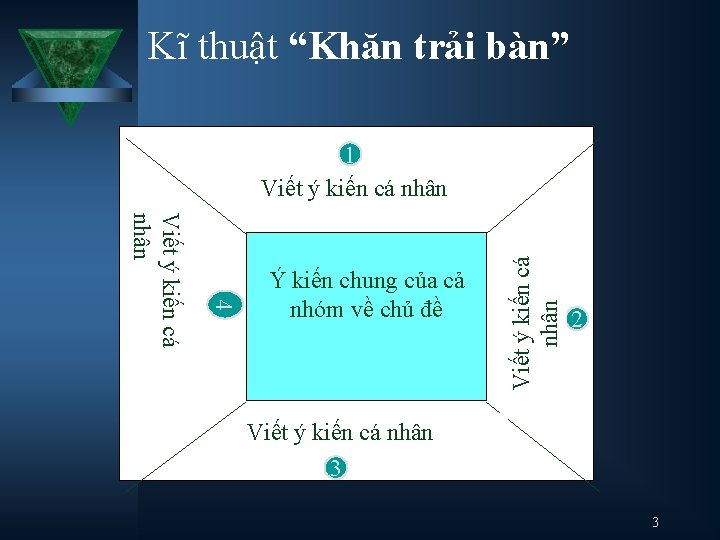 Kĩ thuật “Khăn trải bàn”
1
Viết ý kiến cá nhân
Viết ý kiến cá
nhân
4
Ý kiến chung của cả
nhóm về chủ đề
Viết ý kiến cá
nhân
2
Viết ý kiến cá nhân
3
3